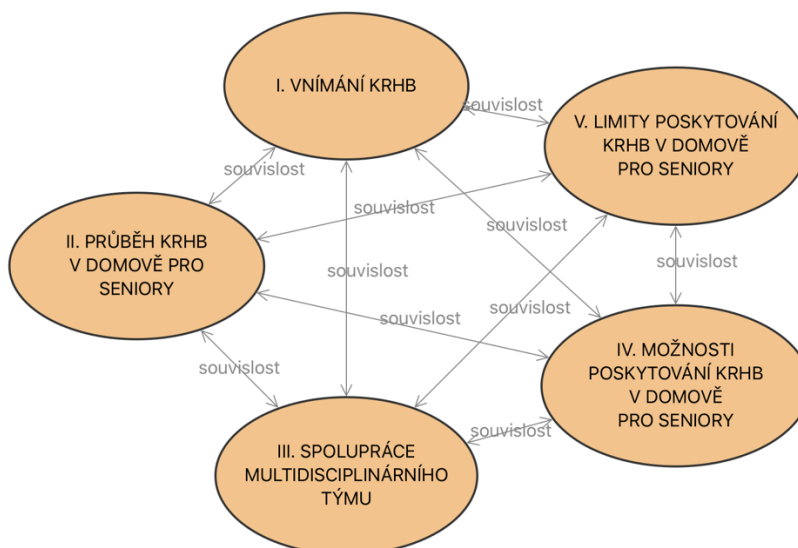 I. VNÍMÁNÍ KRHB
souvislost
V. LIMITY POSKYTOVÁNÍ
KRHB V DOMOVĚ
PRO SENIORY
souvislost
souvislost
II. PRŮBĚH KRHB
V DOMOVĚ PRO
SENIORY
souvislost
souvislost
souvislost
souvislost
souvislost
IV. MOŽNOSTI
POSKYTOVÁNÍ KRHB
V DOMOVĚ
PRO SENIORY
souvislost
souvislost
III. SPOLUPRÁCE
MULTIDISCIPLINÁRNÍHO
TÝMU